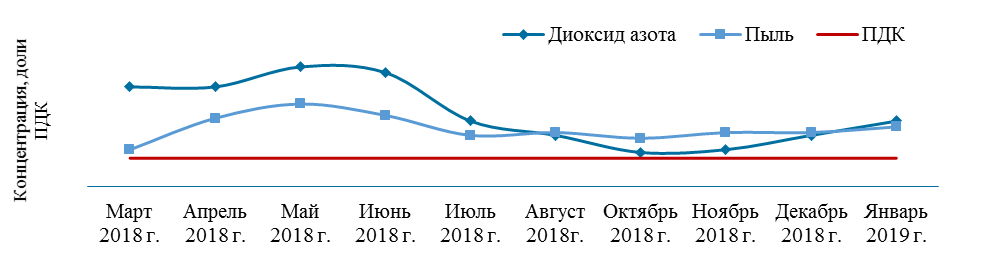 Диоксид азота
Пыль
ПДК
Концентрация, доли
ПДК
Март
2018 г.
Апрель
2018 г.
Май
2018 г.
Июнь
2018 г.
Июль
2018 г.
Август
2018г.
Октябрь
2018 г.
Ноябрь
2018 г.
Декабрь
2018 г.
Январь
2019 г.